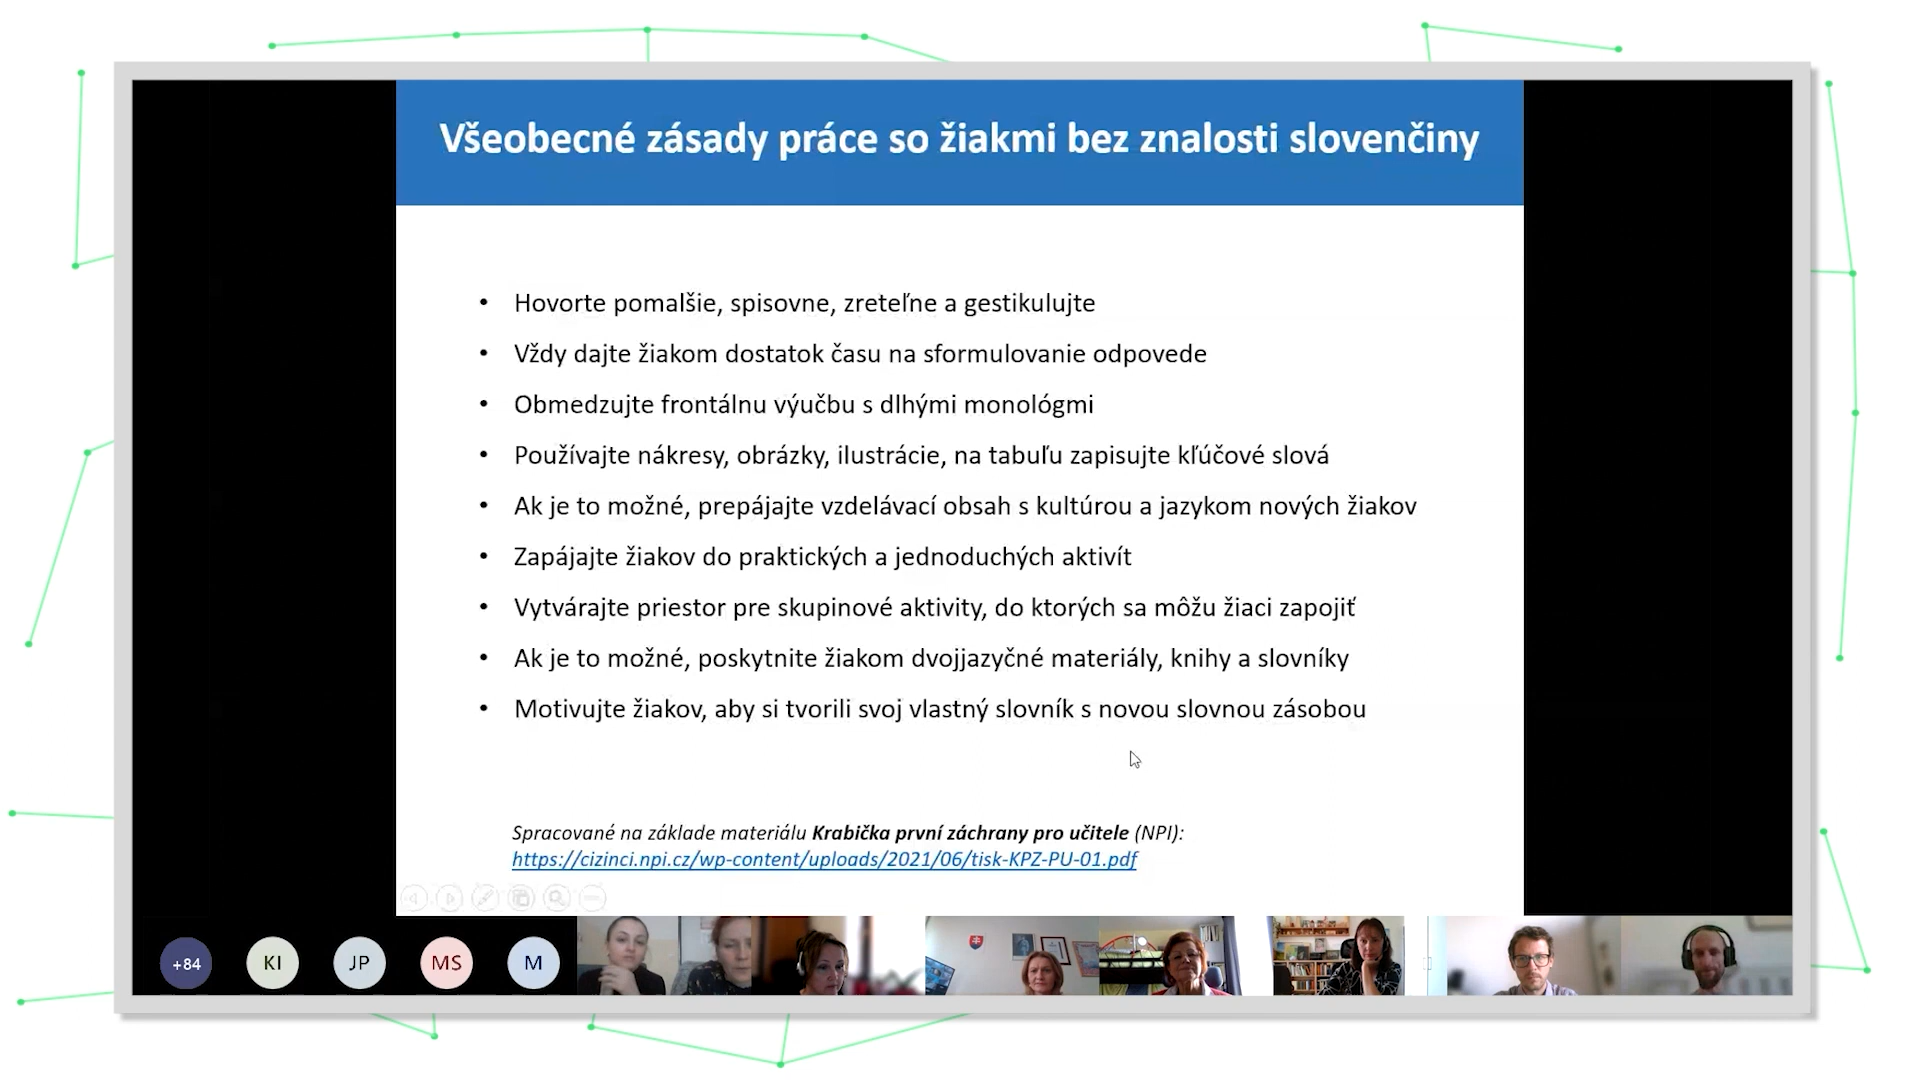 Všeobecné zásady práce so žiakmi bez znalosti slovenčiny
• Hovorte pomalšie, spisovne, zreteľne a gestikulujte
• Vždy dajte žiakom dostatok času na sformulovanie odpovede
• Obmedzujte frontálnu výučbu s dlhými monológmi
• Používajte nákresy, obrázky, ilustrácie, na tabuľu zapisujte kľúčové slová
• Ak je to možné, prepájajte vzdelávací obsah s kultúrou a jazykom nových žiakov
• Zapájajte žiakov do praktických a jednoduchých aktivít
• Vytvárajte priestor pre skupinové aktivity, do ktorých sa môžu žiaci zapojiť
• Ak je to možné, poskytnite žiakom dvojjazyčné materiály, knihy a slovníky
• Motivujte žiakov, aby si tvorili svoj vlastný slovník s novou slovnou zásobou
Spracované na základe materiálu Krabička první záchrany pro učitele (NPI):
https://cizinci.npi.cz/wp-content/uploads/2021/06/tisk-KPZ-PU-01.pdf
+84 KI JP MS M